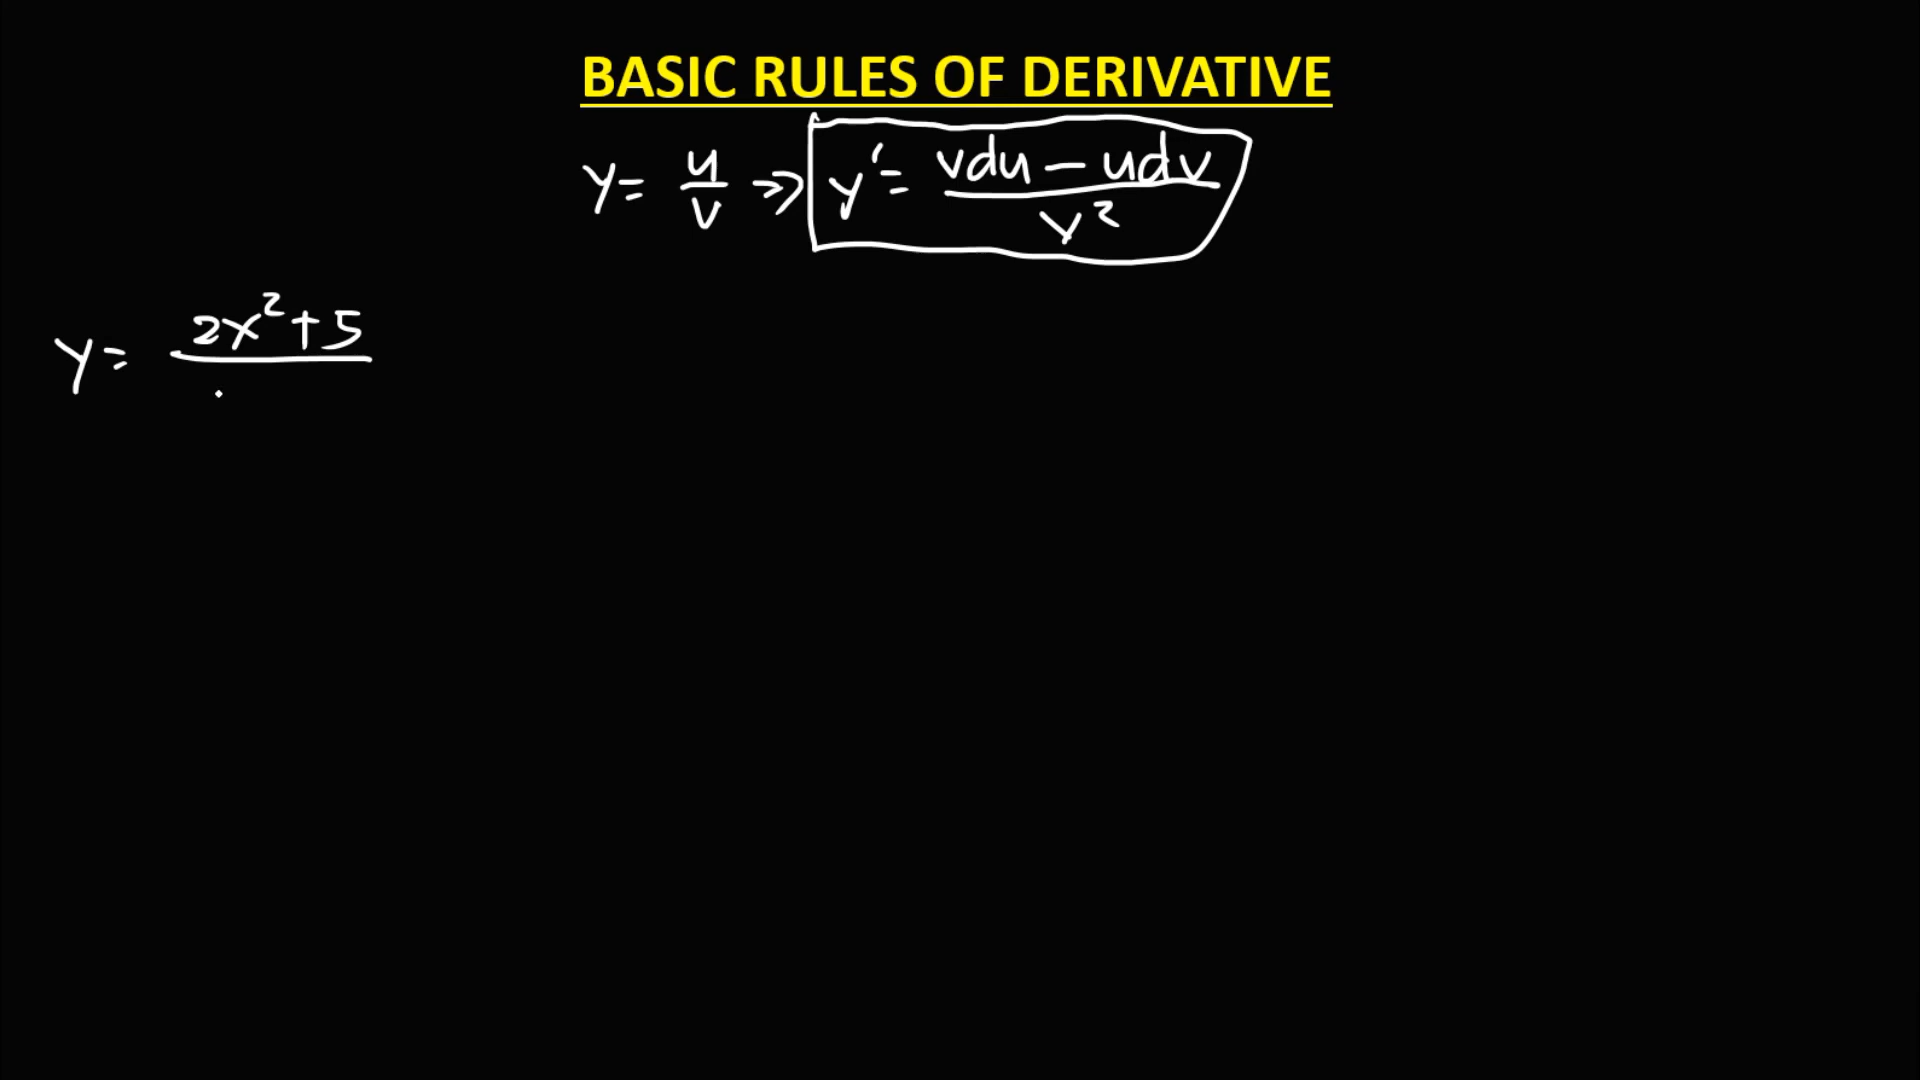 BASIC RULES OF DERIVATIVE
y = u/v ⇒ y' = (vdu - udv)/v²
y = (2x² + 5)/